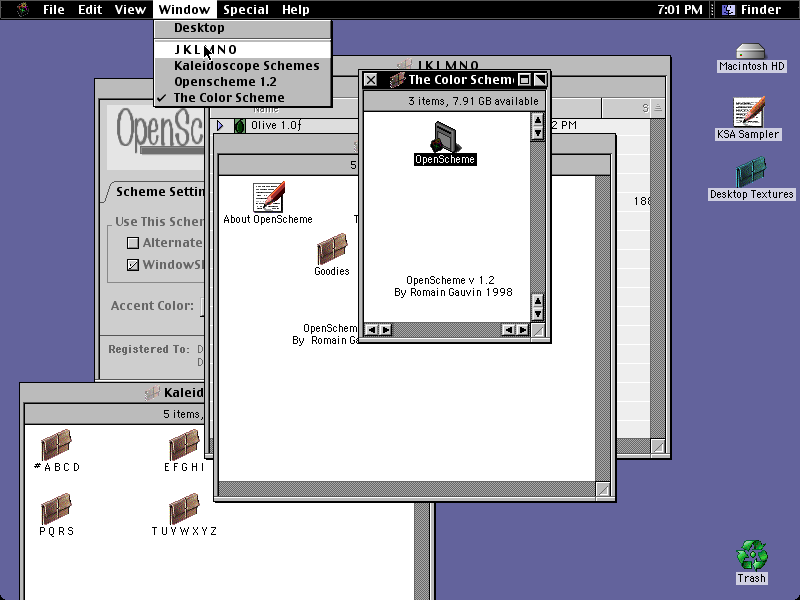 File Edit View Window Special Help 7:01 PM Finder
Desktop
J K L M N O
Kaleidoscope Schemes
Openscheme 1.2
✓ The Color Scheme
J K L M N O
Macintosh HD
KSA Sampler
Desktop Textures
Name
Olive 1.0f
2 PM
S
188
The Color Schem
3 items, 7.91 GB available
OpenScheme
OpenScheme v 1.2
By Romain Gauvin 1998
5
About OpenScheme
Goodies
OpenSchem
By Romain Ga
OpenSc
Scheme Settin
Use This Scher
Alternate
WindowSh
Accent Color:
Registered To: D
D
Kaleid
5 items,
# A B C D
E F G H I
P Q R S
T U V W X Y Z
Trash